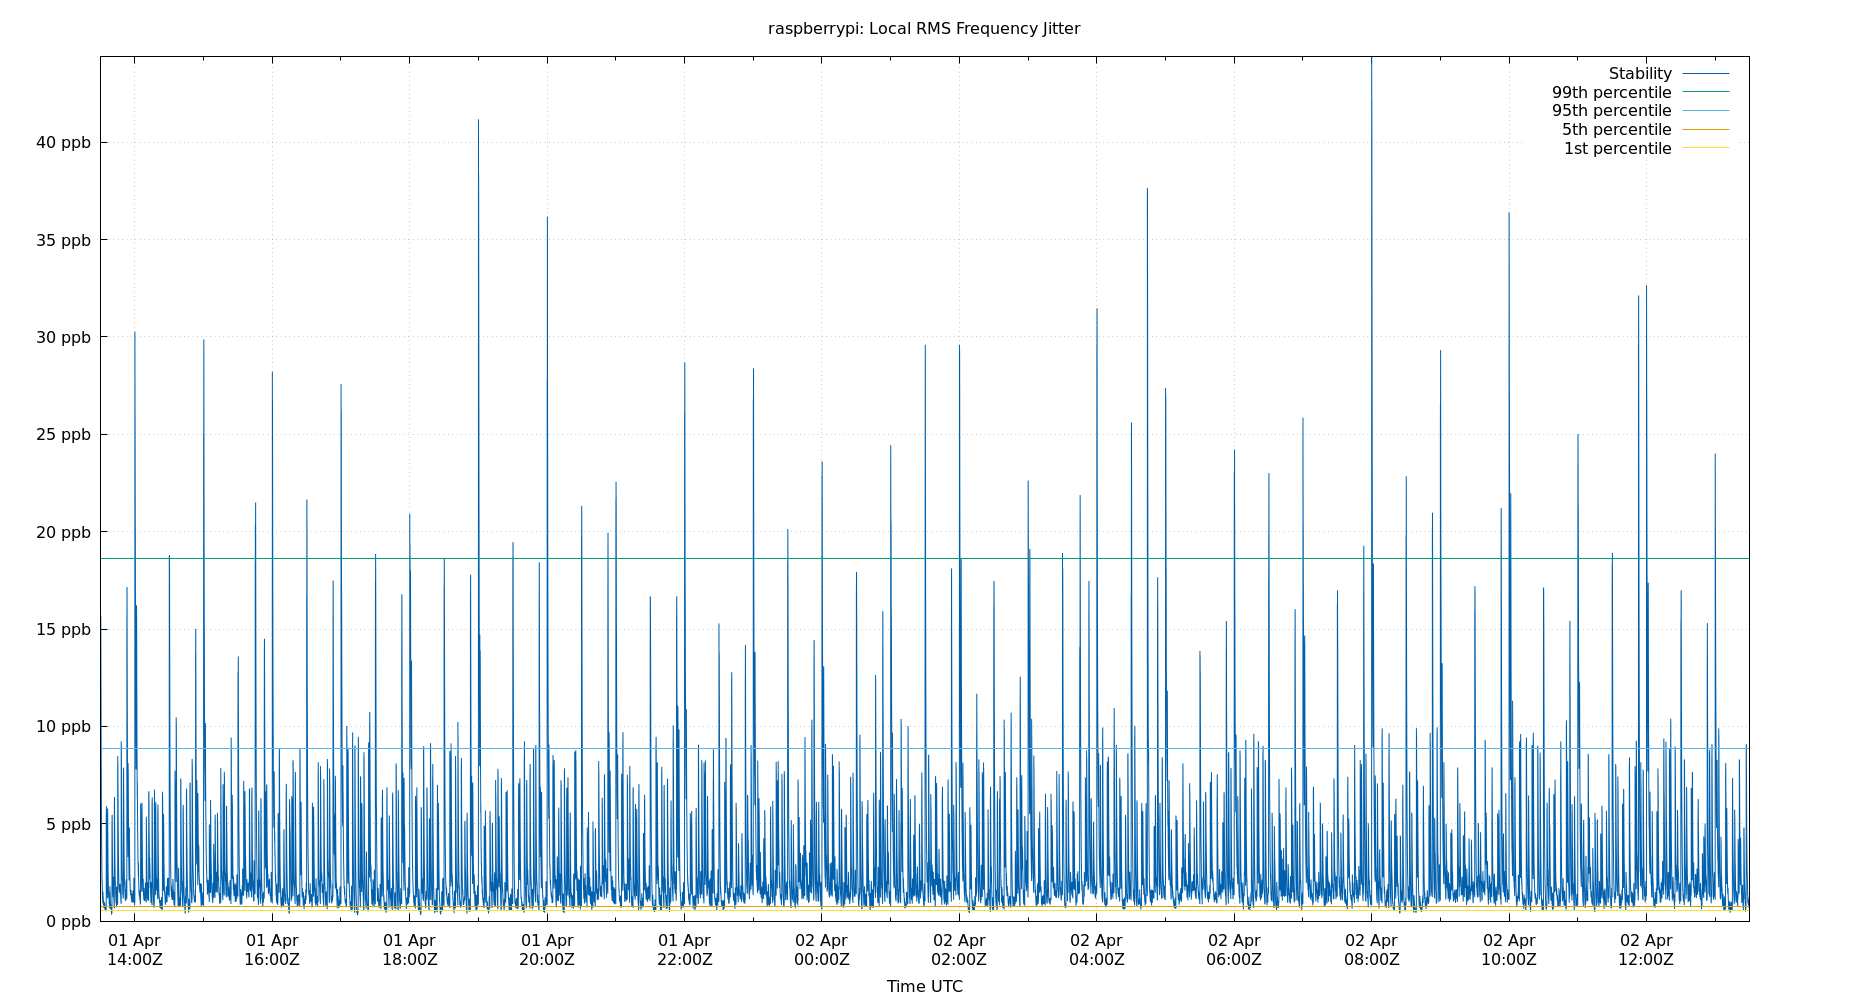 raspberrypi: Local RMS Frequency Jitter
Stability
99th percentile
95th percentile
5th percentile
1st percentile
40 ppb
35 ppb
30 ppb
25 ppb
20 ppb
15 ppb
10 ppb
5 ppb
0 ppb
01 Apr 01 Apr 01 Apr 01 Apr 01 Apr 02 Apr 02 Apr 02 Apr 02 Apr 02 Apr 02 Apr 02 Apr
14:00Z 16:00Z 18:00Z 20:00Z 22:00Z 00:00Z 02:00Z 04:00Z 06:00Z 08:00Z 10:00Z 12:00Z
Time UTC